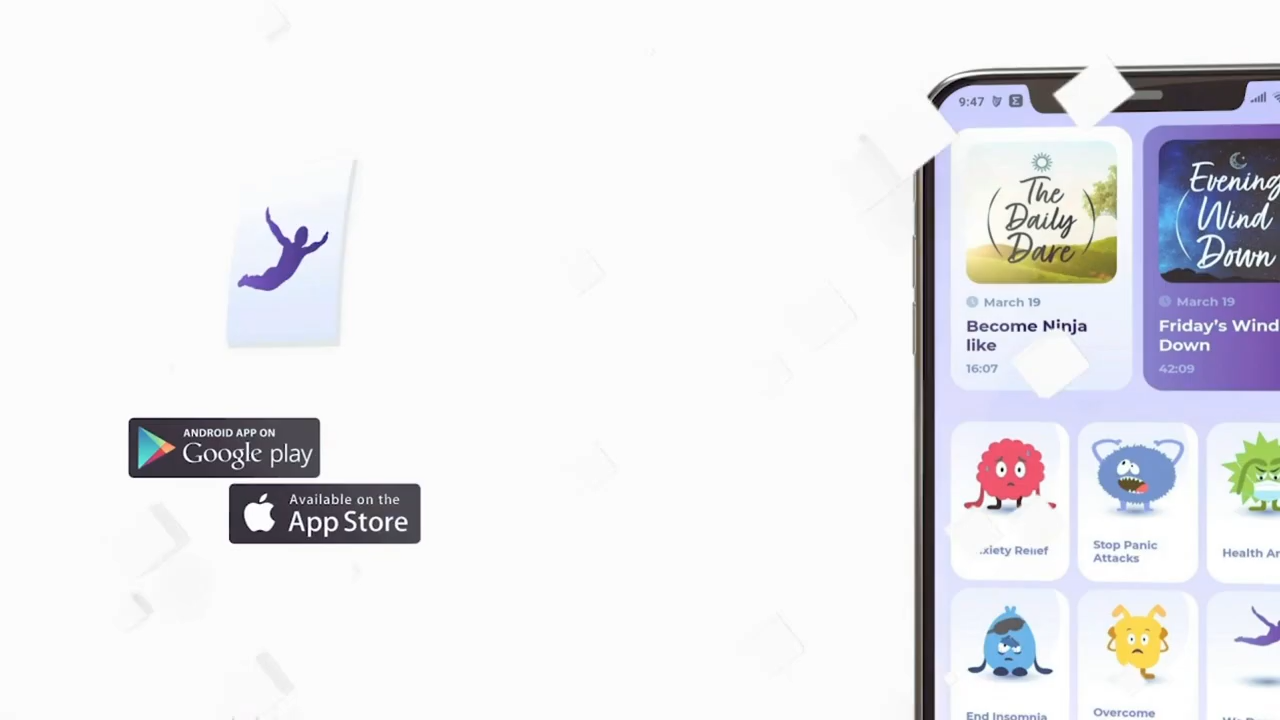 9:47
The
Daily
Dare
March 19
Become Ninja
like
16:07
Evening
Wind
Down
March 19
Friday's Wind
Down
42:09
ANDROID APP ON
Google play
Available on the
App Store
xiety Relief
Stop Panic
Attacks
Health
End Insomnia
Overcome